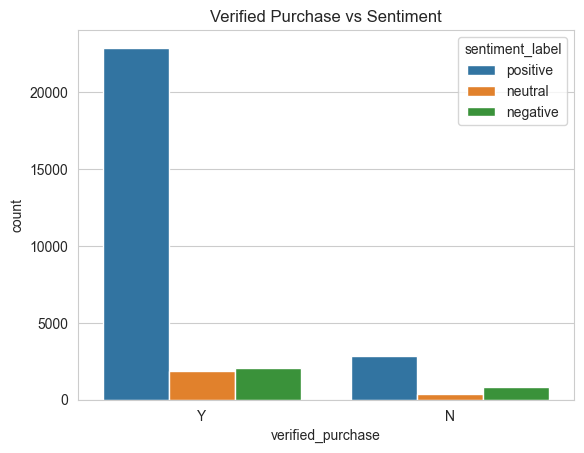 Verified Purchase vs Sentiment
sentiment_label
positive
neutral
negative
20000
15000
10000
5000
0
count
Y
N
verified_purchase